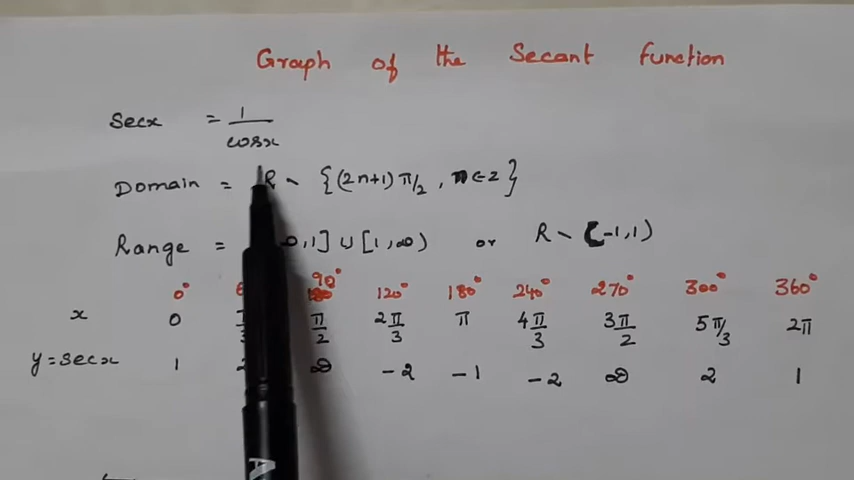 Graph of the Secant function
Secx = 1/cosx
Domain = R \ {(2n+1) π/2 , n ∈ Z}
Range = ∞,1] ∪ [1,∞) or R \ (-1,1)
0° 90° 120° 180° 240° 270° 300° 360°
x 0 π/3 π/2 2π/3 π 4π/3 3π/2 5π/3 2π
y=secx 1 2 ∞ -2 -1 -2 ∞ 2 1
A